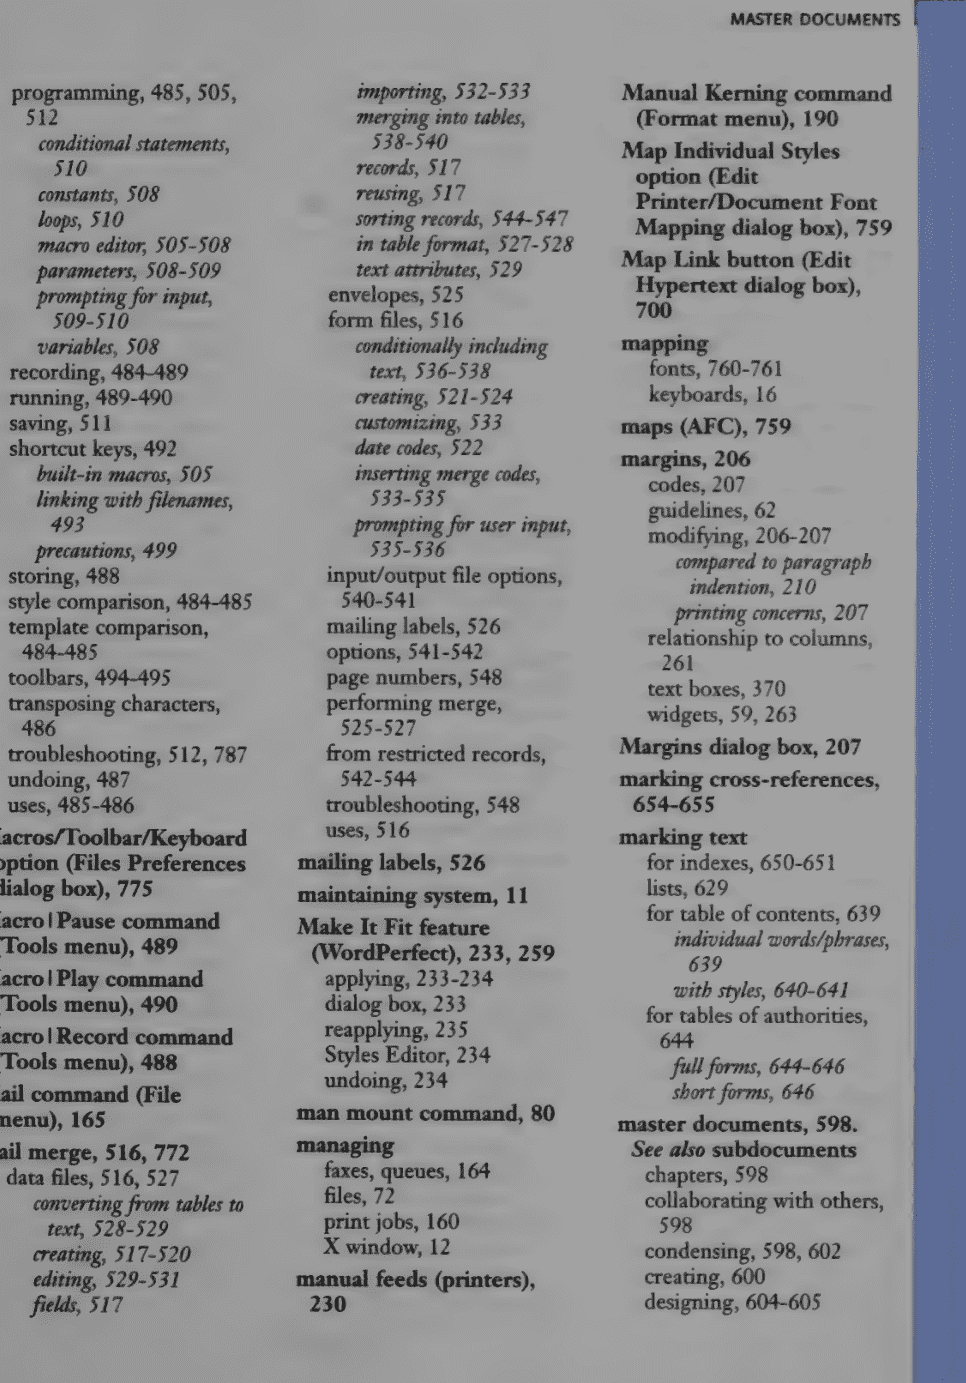 MASTER DOCUMENTS
programming, 485, 505,
512
conditional statements,
510
constants, 508
loops, 510
macro editor, 505-508
parameters, 508-509
prompting for input,
509-510
variables, 508
recording, 484-489
running, 489-490
saving, 511
shortcut keys, 492
built-in macros, 505
linking with filenames,
493
precautions, 499
storing, 488
style comparison, 484-485
template comparison,
484-485
toolbars, 494-495
transposing characters,
486
troubleshooting, 512, 787
undoing, 487
uses, 485-486
acros/Toolbar/Keyboard
option (Files Preferences
dialog box), 775
acro|Pause command
(Tools menu), 489
acro|Play command
(Tools menu), 490
acro|Record command
(Tools menu), 488
ail command (File
menu), 165
ail merge, 516, 772
data files, 516, 527
converting from tables to
text, 528-529
creating, 517-520
editing, 529-531
fields, 517
importing, 532-533
merging into tables,
538-540
records, 517
reusing, 517
sorting records, 544-547
in table format, 527-528
text attributes, 529
envelopes, 525
form files, 516
conditionally including
text, 536-538
creating, 521-524
customizing, 533
date codes, 522
inserting merge codes,
533-535
prompting for user input,
535-536
input/output file options,
540-541
mailing labels, 526
options, 541-542
page numbers, 548
performing merge,
525-527
from restricted records,
542-544
troubleshooting, 548
uses, 516
mailing labels, 526
maintaining system, 11
Make It Fit feature
(WordPerfect), 233, 259
applying, 233-234
dialog box, 233
reapplying, 235
Styles Editor, 234
undoing, 234
man mount command, 80
managing
faxes, queues, 164
files, 72
print jobs, 160
X window, 12
manual feeds (printers),
230
Manual Kerning command
(Format menu), 190
Map Individual Styles
option (Edit
Printer/Document Font
Mapping dialog box), 759
Map Link button (Edit
Hypertext dialog box),
700
mapping
fonts, 760-761
keyboards, 16
maps (AFC), 759
margins, 206
codes, 207
guidelines, 62
modifying, 206-207
compared to paragraph
indention, 210
printing concerns, 207
relationship to columns,
261
text boxes, 370
widgets, 59, 263
Margins dialog box, 207
marking cross-references,
654-655
marking text
for indexes, 650-651
lists, 629
for table of contents, 639
individual words/phrases,
639
with styles, 640-641
for tables of authorities,
644
full forms, 644-646
short forms, 646
master documents, 598.
See also subdocuments
chapters, 598
collaborating with others,
598
condensing, 598, 602
creating, 600
designing, 604-605